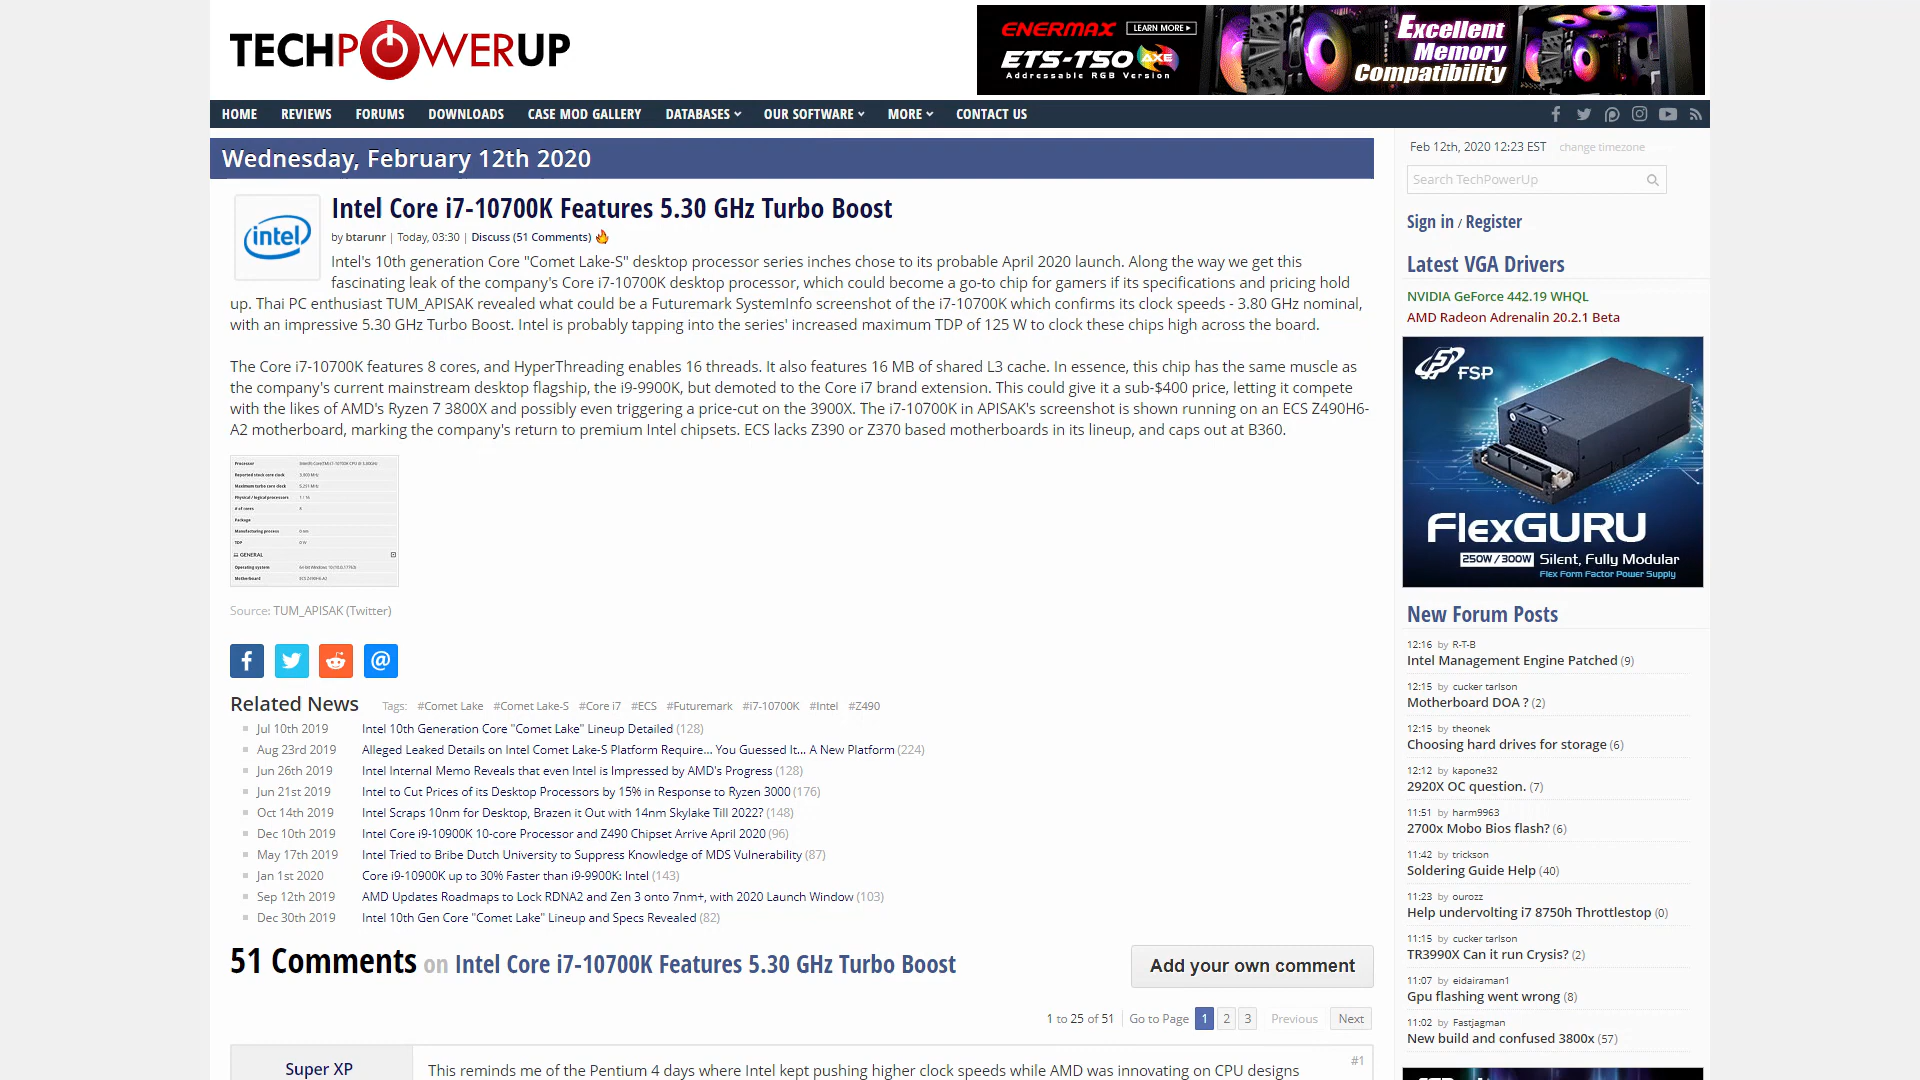 TECHPOWERUP
ENERMAX LEARN MORE
ETS-T50 AXE
Addressable RGB Version
Excellent
Memory
Compatibility
HOME REVIEWS FORUMS DOWNLOADS CASE MOD GALLERY DATABASES OUR SOFTWARE MORE CONTACT US
Wednesday, February 12th 2020
Feb 12th, 2020 12:23 EST change timezone
Search TechPowerUp
Sign in / Register
Latest VGA Drivers
NVIDIA GeForce 442.19 WHQL
AMD Radeon Adrenalin 20.2.1 Beta
intel
Intel Core i7-10700K Features 5.30 GHz Turbo Boost
by btarunr | Today, 03:30 | Discuss (51 Comments)
Intel's 10th generation Core "Comet Lake-S" desktop processor series inches chose to its probable April 2020 launch. Along the way we get this
fascinating leak of the company's Core i7-10700K desktop processor, which could become a go-to chip for gamers if its specifications and pricing hold
up. Thai PC enthusiast TUM_APISAK revealed what could be a Futuremark SystemInfo screenshot of the i7-10700K which confirms its clock speeds - 3.80 GHz nominal,
with an impressive 5.30 GHz Turbo Boost. Intel is probably tapping into the series' increased maximum TDP of 125 W to clock these chips high across the board.
The Core i7-10700K features 8 cores, and HyperThreading enables 16 threads. It also features 16 MB of shared L3 cache. In essence, this chip has the same muscle as
the company's current mainstream desktop flagship, the i9-9900K, but demoted to the Core i7 brand extension. This could give it a sub-$400 price, letting it compete
with the likes of AMD's Ryzen 7 3800X and possibly even triggering a price-cut on the 3900X. The i7-10700K in APISAK's screenshot is shown running on an ECS Z490H6-
A2 motherboard, marking the company's return to premium Intel chipsets. ECS lacks Z390 or Z370 based motherboards in its lineup, and caps out at B360.
Processor
Reported stock core clock
Maximum turbo core clock
Physical / logical processors 1 / 16
# of cores 8
Package
Manufacturing process 0 nm
TDP 0 W
GENERAL
Operating system
Motherboard ECS Z490H6-A2
Source: TUM_APISAK (Twitter)
Related News Tags: #Comet Lake #Comet Lake-S #Core i7 #ECS #Futuremark #i7-10700K #Intel #Z490
Jul 10th 2019 Intel 10th Generation Core "Comet Lake" Lineup Detailed (128)
Aug 23rd 2019 Alleged Leaked Details on Intel Comet Lake-S Platform Require... You Guessed It... A New Platform (224)
Jun 26th 2019 Intel Internal Memo Reveals that even Intel is Impressed by AMD's Progress (128)
Jun 21st 2019 Intel to Cut Prices of its Desktop Processors by 15% in Response to Ryzen 3000 (176)
Oct 14th 2019 Intel Scraps 10nm for Desktop, Brazen it Out with 14nm Skylake Till 2022? (148)
Dec 10th 2019 Intel Core i9-10900K 10-core Processor and Z490 Chipset Arrive April 2020 (96)
May 17th 2019 Intel Tried to Bribe Dutch University to Suppress Knowledge of MDS Vulnerability (87)
Jan 1st 2020 Core i9-10900K up to 30% Faster than i9-9900K: Intel (143)
Sep 12th 2019 AMD Updates Roadmaps to Lock RDNA2 and Zen 3 onto 7nm+, with 2020 Launch Window (103)
Dec 30th 2019 Intel 10th Gen Core "Comet Lake" Lineup and Specs Revealed (82)
51 Comments on Intel Core i7-10700K Features 5.30 GHz Turbo Boost
Add your own comment
1 to 25 of 51 Go to Page 1 2 3 Previous Next
Super XP
#1
This reminds me of the Pentium 4 days where Intel kept pushing higher clock speeds while AMD was innovating on CPU designs
FSP
FlexGURU
250W / 300W Silent, Fully Modular
Flex Form Factor Power Supply
New Forum Posts
12:16 by R-T-B
Intel Management Engine Patched (9)
12:15 by cucker tarlson
Motherboard DOA ? (2)
12:15 by theonek
Choosing hard drives for storage (6)
12:12 by kapone32
2920X OC question. (7)
11:51 by harm9963
2700x Mobo Bios flash? (6)
11:42 by trickson
Soldering Guide Help (40)
11:23 by ourozz
Help undervolting i7 8750h Throttlestop (0)
11:15 by cucker tarlson
TR3990X Can it run Crysis? (2)
11:07 by eidairaman1
Gpu flashing went wrong (8)
11:02 by Fastjagman
New build and confused 3800x (57)